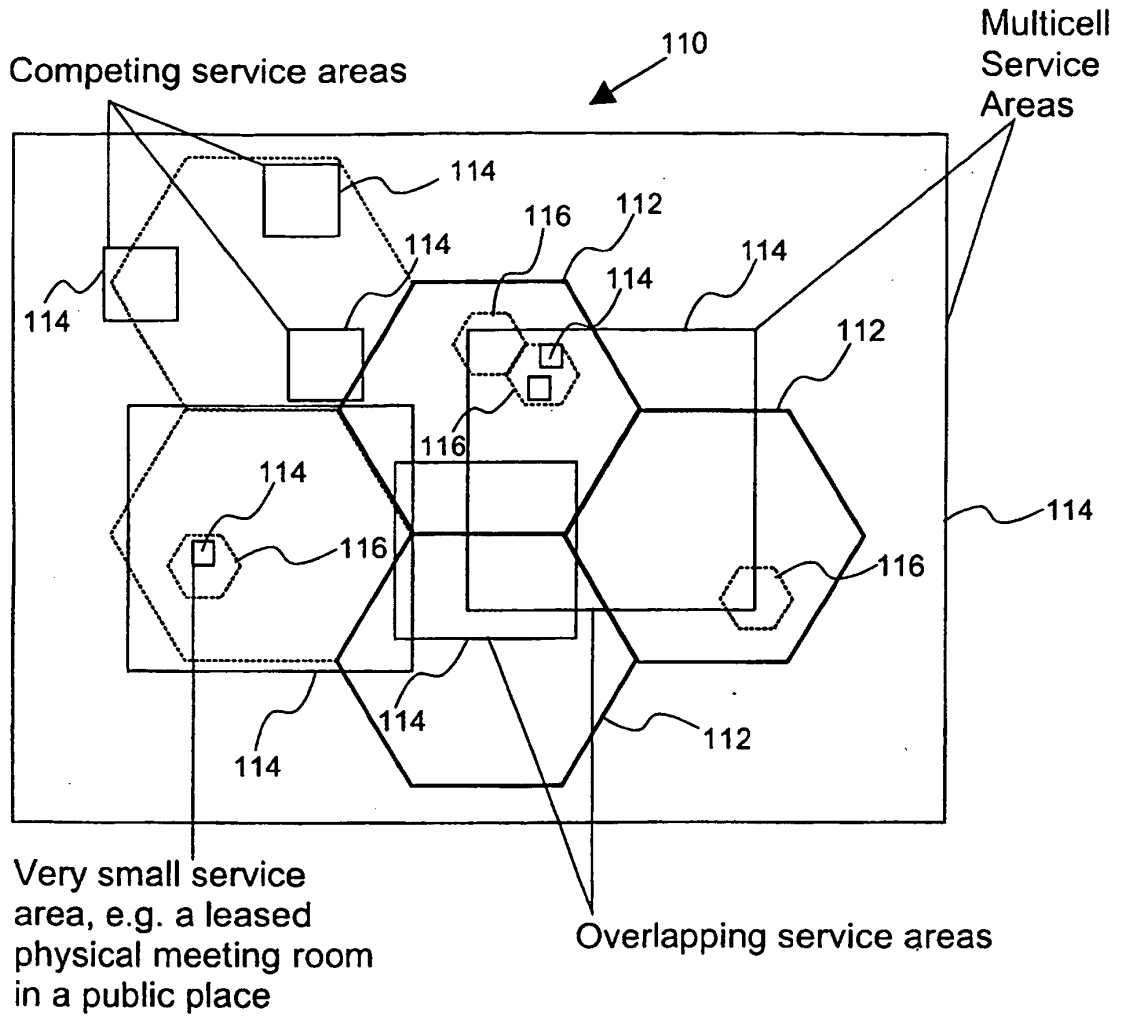 110
Multicell
Service
Areas
Competing service areas
114
116
112
114
114
114
114
112
116
114
116
114
116
114
114
112
Very small service
area, e.g. a leased
physical meeting room
in a public place
Overlapping service areas